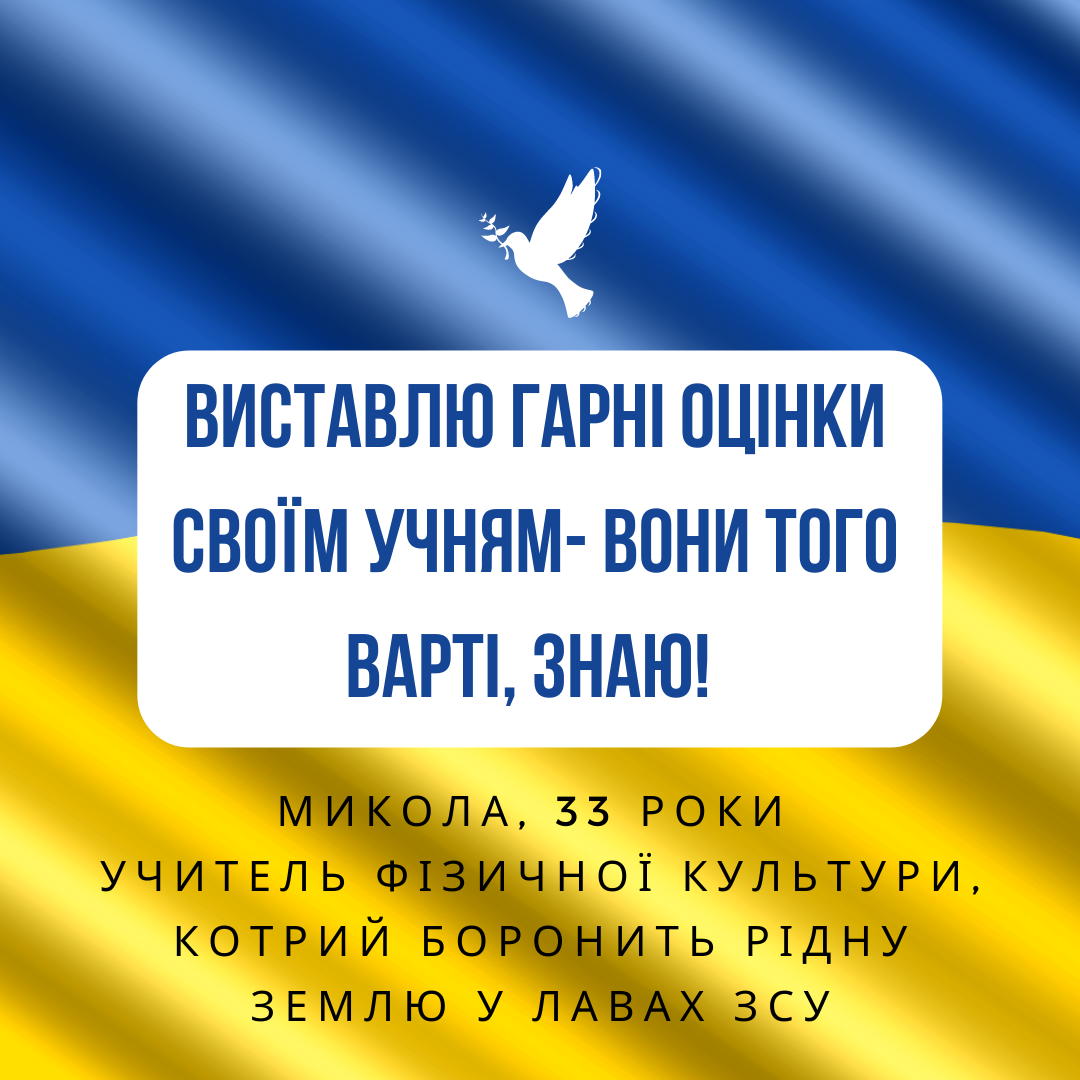 ВИСТАВЛЮ ГАРНІ ОЦІНКИ
СВОЇМ УЧНЯМ- ВОНИ ТОГО
ВАРТІ, ЗНАЮ!
МИКОЛА, 33 РОКИ
УЧИТЕЛЬ ФІЗИЧНОЇ КУЛЬТУРИ,
КОТРИЙ БОРОНИТЬ РІДНУ
ЗЕМЛЮ У ЛАВАХ ЗСУ